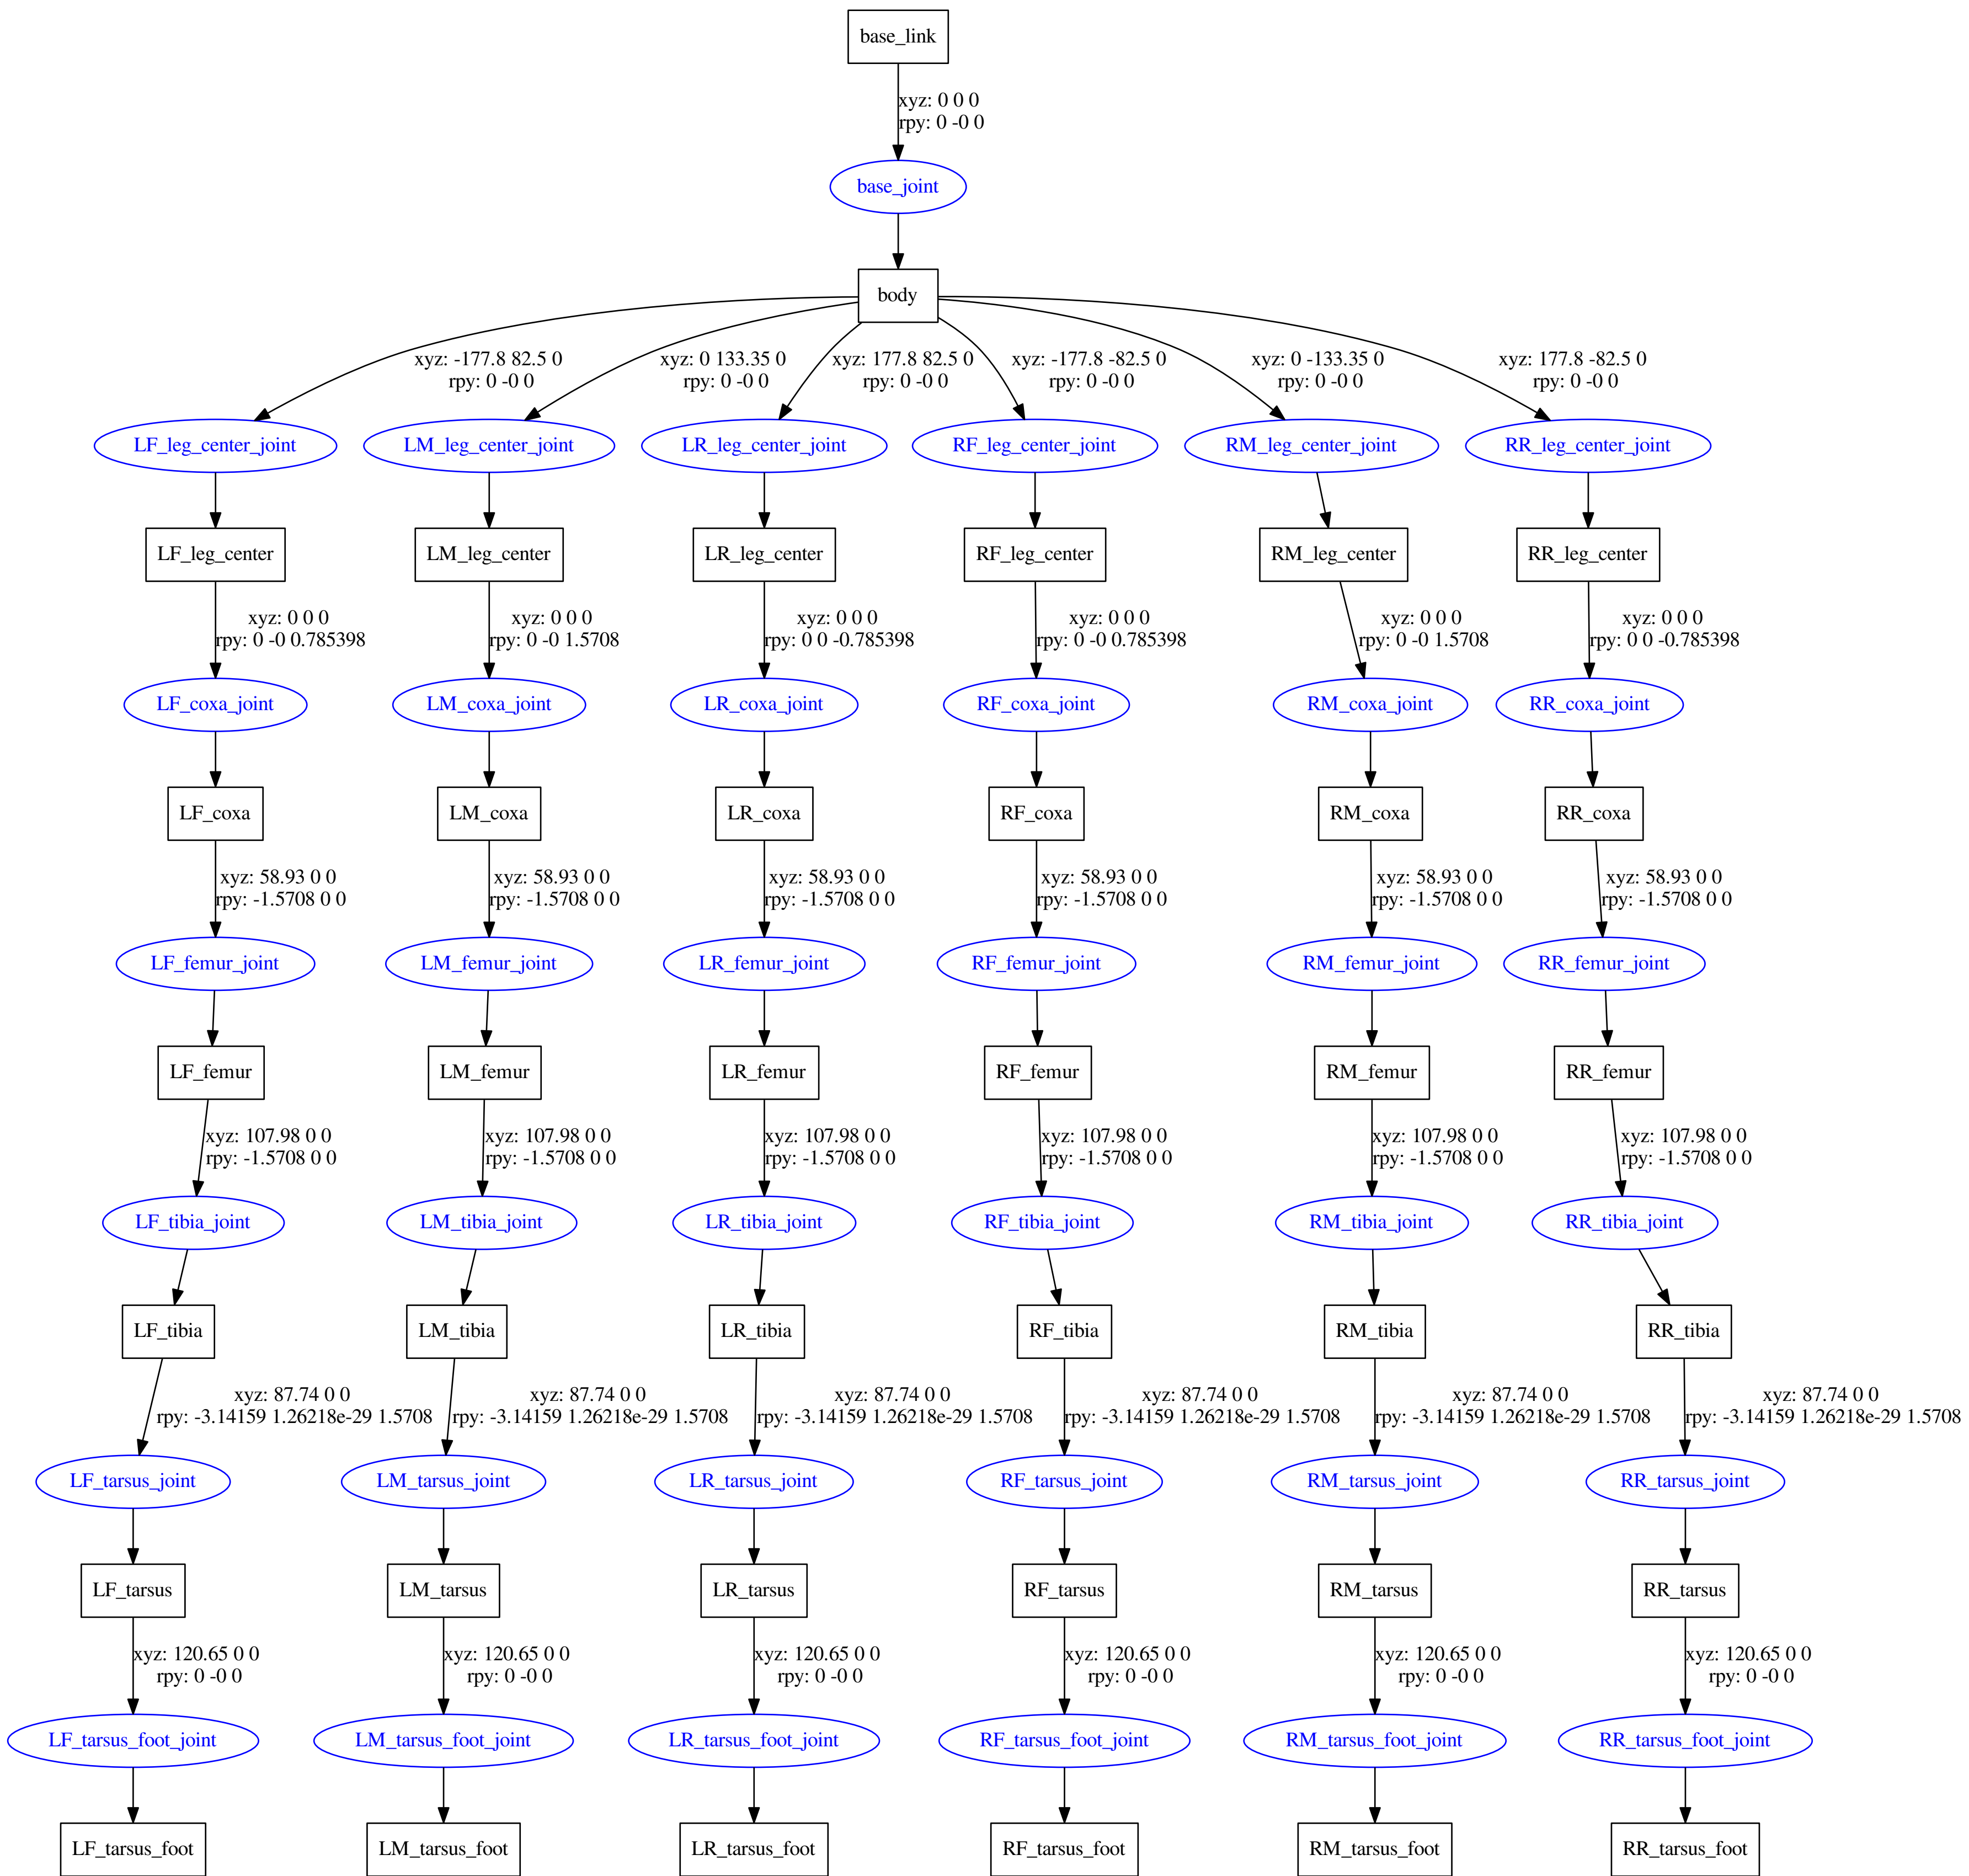 base_link
xyz: 0 0 0
rpy: 0 -0 0
base_joint
body
xyz: -177.8 82.5 0
rpy: 0 -0 0
xyz: 0 133.35 0
rpy: 0 -0 0
xyz: 177.8 82.5 0
rpy: 0 -0 0
xyz: -177.8 -82.5 0
rpy: 0 -0 0
xyz: 0 -133.35 0
rpy: 0 -0 0
xyz: 177.8 -82.5 0
rpy: 0 -0 0
LF_leg_center_joint
LM_leg_center_joint
LR_leg_center_joint
RF_leg_center_joint
RM_leg_center_joint
RR_leg_center_joint
LF_leg_center
LM_leg_center
LR_leg_center
RF_leg_center
RM_leg_center
RR_leg_center
xyz: 0 0 0
rpy: 0 -0 0.785398
xyz: 0 0 0
rpy: 0 -0 1.5708
xyz: 0 0 0
rpy: 0 0 -0.785398
xyz: 0 0 0
rpy: 0 -0 0.785398
xyz: 0 0 0
rpy: 0 -0 1.5708
xyz: 0 0 0
rpy: 0 0 -0.785398
LF_coxa_joint
LM_coxa_joint
LR_coxa_joint
RF_coxa_joint
RM_coxa_joint
RR_coxa_joint
LF_coxa
LM_coxa
LR_coxa
RF_coxa
RM_coxa
RR_coxa
xyz: 58.93 0 0
rpy: -1.5708 0 0
xyz: 58.93 0 0
rpy: -1.5708 0 0
xyz: 58.93 0 0
rpy: -1.5708 0 0
xyz: 58.93 0 0
rpy: -1.5708 0 0
xyz: 58.93 0 0
rpy: -1.5708 0 0
xyz: 58.93 0 0
rpy: -1.5708 0 0
LF_femur_joint
LM_femur_joint
LR_femur_joint
RF_femur_joint
RM_femur_joint
RR_femur_joint
LF_femur
LM_femur
LR_femur
RF_femur
RM_femur
RR_femur
xyz: 107.98 0 0
rpy: -1.5708 0 0
xyz: 107.98 0 0
rpy: -1.5708 0 0
xyz: 107.98 0 0
rpy: -1.5708 0 0
xyz: 107.98 0 0
rpy: -1.5708 0 0
xyz: 107.98 0 0
rpy: -1.5708 0 0
xyz: 107.98 0 0
rpy: -1.5708 0 0
LF_tibia_joint
LM_tibia_joint
LR_tibia_joint
RF_tibia_joint
RM_tibia_joint
RR_tibia_joint
LF_tibia
LM_tibia
LR_tibia
RF_tibia
RM_tibia
RR_tibia
xyz: 87.74 0 0
rpy: -3.14159 1.26218e-29 1.5708
xyz: 87.74 0 0
rpy: -3.14159 1.26218e-29 1.5708
xyz: 87.74 0 0
rpy: -3.14159 1.26218e-29 1.5708
xyz: 87.74 0 0
rpy: -3.14159 1.26218e-29 1.5708
xyz: 87.74 0 0
rpy: -3.14159 1.26218e-29 1.5708
xyz: 87.74 0 0
rpy: -3.14159 1.26218e-29 1.5708
LF_tarsus_joint
LM_tarsus_joint
LR_tarsus_joint
RF_tarsus_joint
RM_tarsus_joint
RR_tarsus_joint
LF_tarsus
LM_tarsus
LR_tarsus
RF_tarsus
RM_tarsus
RR_tarsus
xyz: 120.65 0 0
rpy: 0 -0 0
xyz: 120.65 0 0
rpy: 0 -0 0
xyz: 120.65 0 0
rpy: 0 -0 0
xyz: 120.65 0 0
rpy: 0 -0 0
xyz: 120.65 0 0
rpy: 0 -0 0
xyz: 120.65 0 0
rpy: 0 -0 0
LF_tarsus_foot_joint
LM_tarsus_foot_joint
LR_tarsus_foot_joint
RF_tarsus_foot_joint
RM_tarsus_foot_joint
RR_tarsus_foot_joint
LF_tarsus_foot
LM_tarsus_foot
LR_tarsus_foot
RF_tarsus_foot
RM_tarsus_foot
RR_tarsus_foot